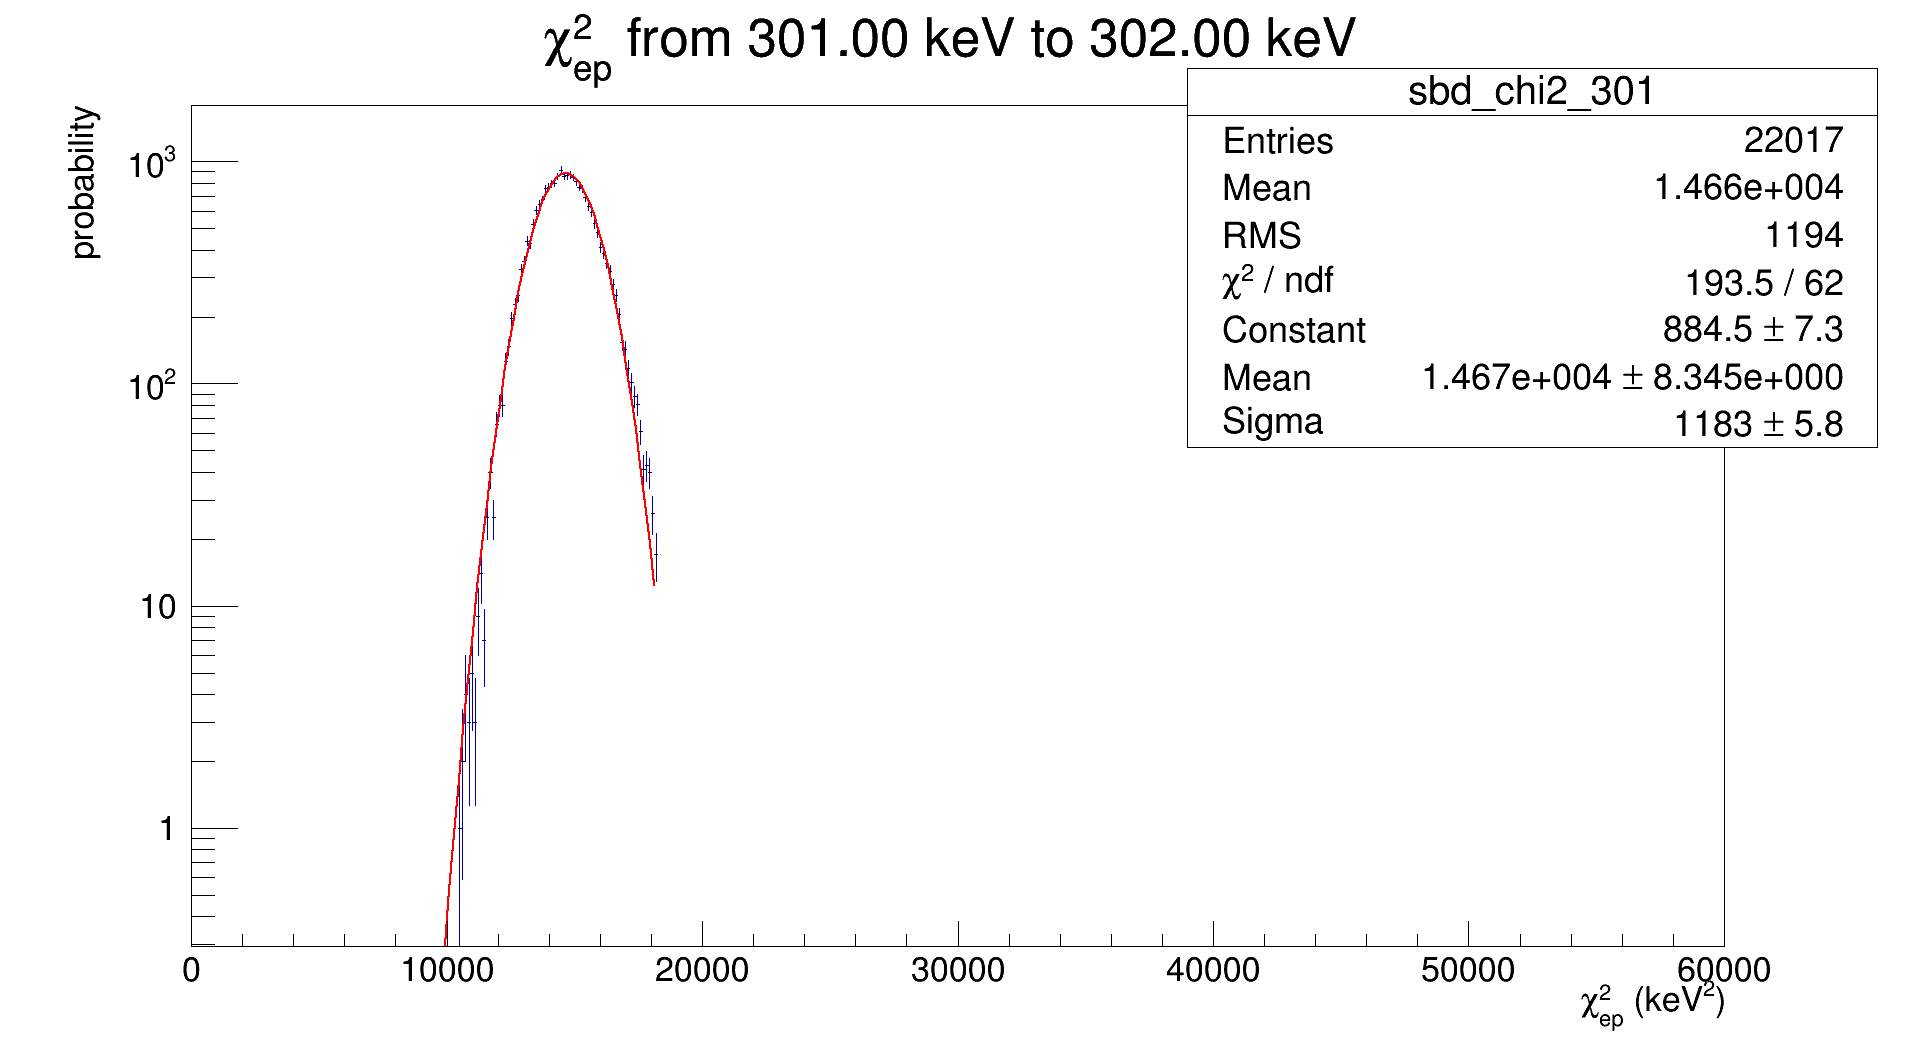 χ²ep from 301.00 keV to 302.00 keV
sbd_chi2_301
Entries 22017
Mean 1.466e+004
RMS 1194
χ² / ndf 193.5 / 62
Constant 884.5 ± 7.3
Mean 1.467e+004 ± 8.345e+000
Sigma 1183 ± 5.8
probability
10³
10²
10
1
0 10000 20000 30000 40000 50000 60000
χ²ep (keV²)